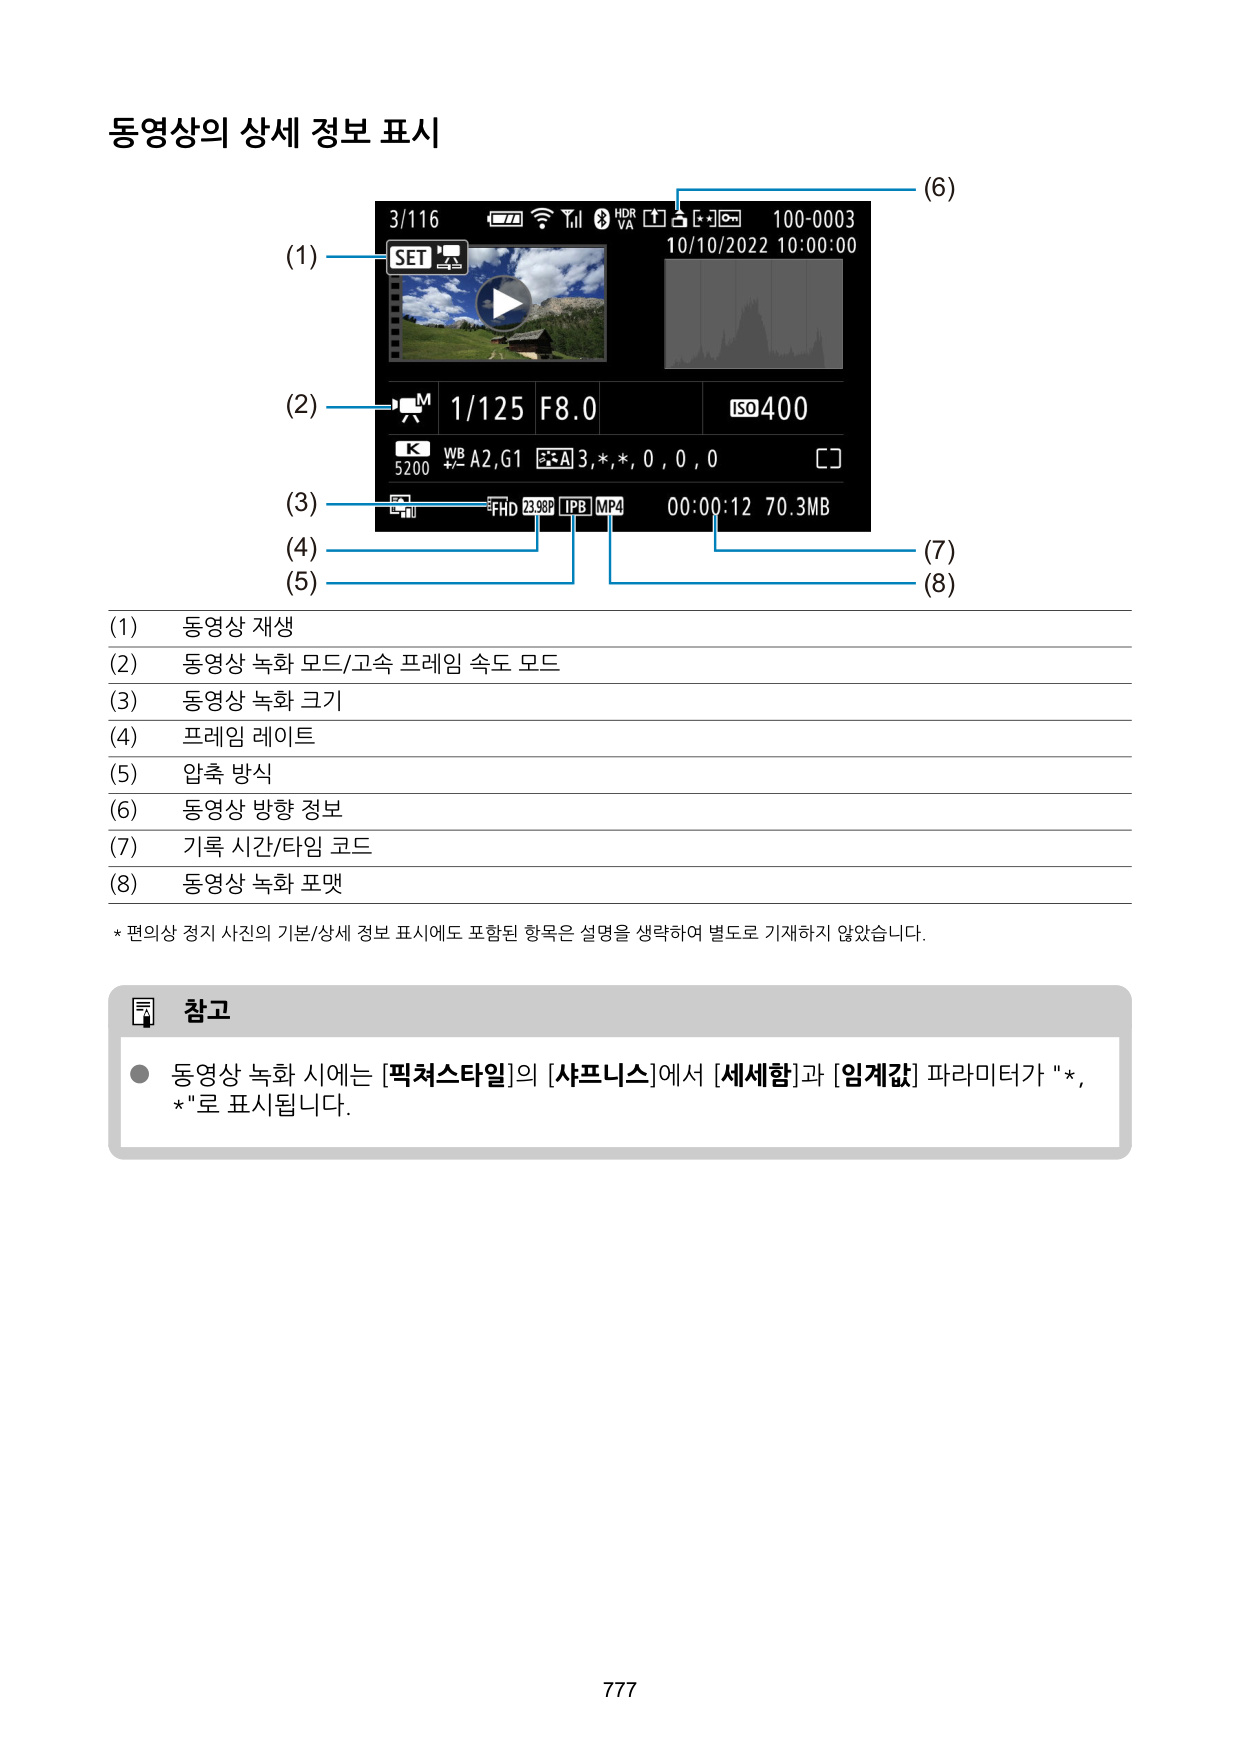 동영상의 상세 정보 표시
(6)
3/116 HDR VA 100-0003
10/10/2022 10:00:00
(1) SET
(2) M 1/125 F8.0 ISO 400
K 5200 WB +/- A2,G1 A 3,*,*, 0 , 0 , 0
(3) FHD 23.98P IPB MP4 00:00:12 70.3MB
(4) (7)
(5) (8)
(1) 동영상 재생
(2) 동영상 녹화 모드/고속 프레임 속도 모드
(3) 동영상 녹화 크기
(4) 프레임 레이트
(5) 압축 방식
(6) 동영상 방향 정보
(7) 기록 시간/타임 코드
(8) 동영상 녹화 포맷
* 편의상 정지 사진의 기본/상세 정보 표시에도 포함된 항목은 설명을 생략하여 별도로 기재하지 않았습니다.
참고
● 동영상 녹화 시에는 [픽쳐스타일]의 [샤프니스]에서 [세세함]과 [임계값] 파라미터가 "*,
*"로 표시됩니다.
777